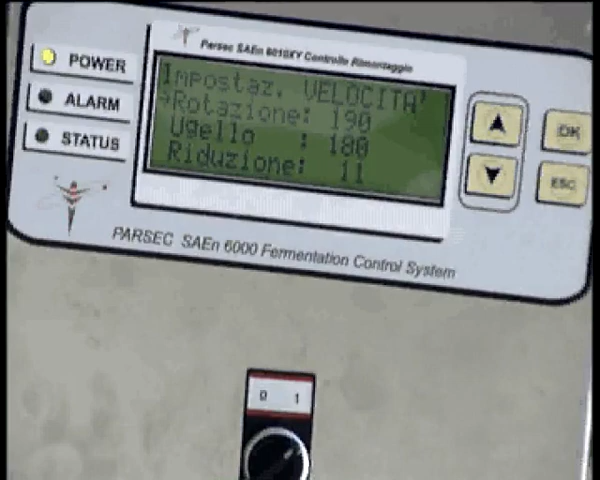 Parsec SAEn 6010XY Controllo Rimontaggio
POWER
ALARM
STATUS
Impostaz. VELOCITA'
→Rotazione: 190
Ugello : 180
Riduzione: 11
OK
ESC
PARSEC SAEn 6000 Fermentation Control System
0 1